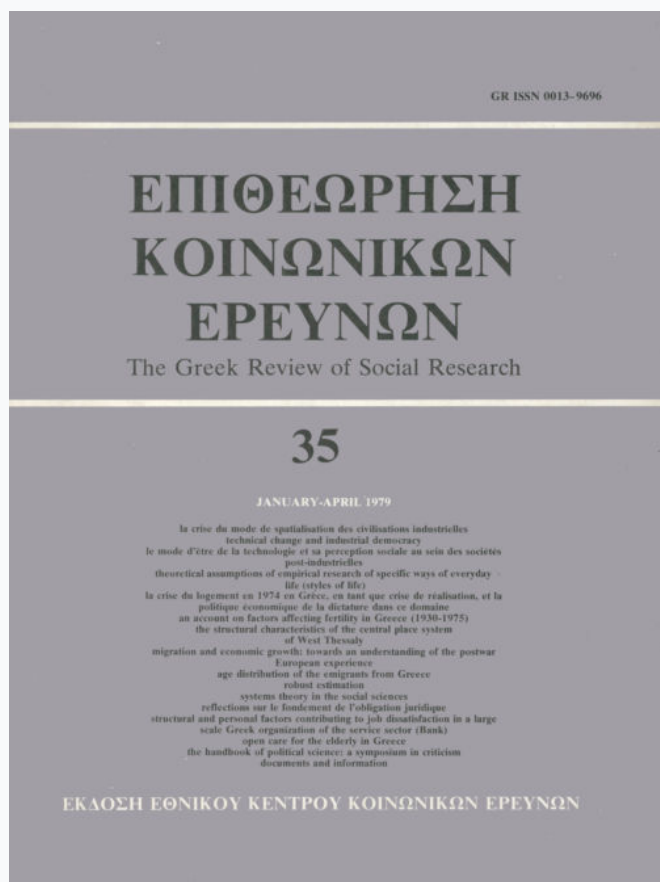 GR ISSN 0013-9696
ΕΠΙΘΕΩΡΗΣΗ
ΚΟΙΝΩΝΙΚΩΝ
ΕΡΕΥΝΩΝ
The Greek Review of Social Research
35
JANUARY-APRIL 1979
la crise du mode de spatialisation des civilisations industrielles
technical change and industrial democracy
le mode d'être de la technologie et sa perception sociale au sein des sociétés
post-industrielles
theoretical assumptions of empirical research of specific ways of everyday
life (styles of life)
la crise du logement en 1974 en Grèce, en tant que crise de réalisation, et la
politique économique de la dictature dans ce domaine
an account on factors affecting fertility in Greece (1930-1975)
the structural characteristics of the central place system
of West Thessaly
migration and economic growth: towards an understanding of the postwar
European experience
age distribution of the emigrants from Greece
robust estimation
systems theory in the social sciences
reflections sur le fondement de l'obligation juridique
structural and personal factors contributing to job dissatisfaction in a large
scale Greek organization of the service sector (Bank)
open care for the elderly in Greece
the handbook of political science: a symposium in criticism
documents and information
ΕΚΔΟΣΗ ΕΘΝΙΚΟΥ ΚΕΝΤΡΟΥ ΚΟΙΝΩΝΙΚΩΝ ΕΡΕΥΝΩΝ